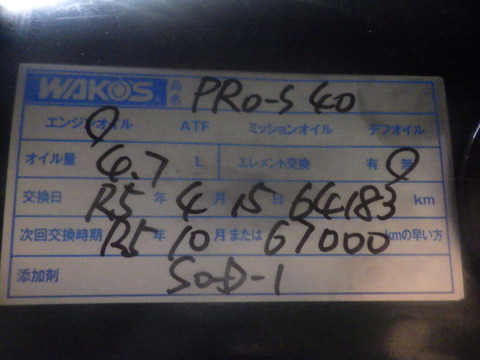 WAKO'S 品名 PRO-S 40
エンジンオイル ATF ミッションオイル デフオイル
オイル量 6.7 L エレメント交換 有 無
交換日 R5 年 4 月 15 日 64183 km
次回交換時期 R5 年 10 月または 67000 kmの早い方
添加剤 S-O-D-1